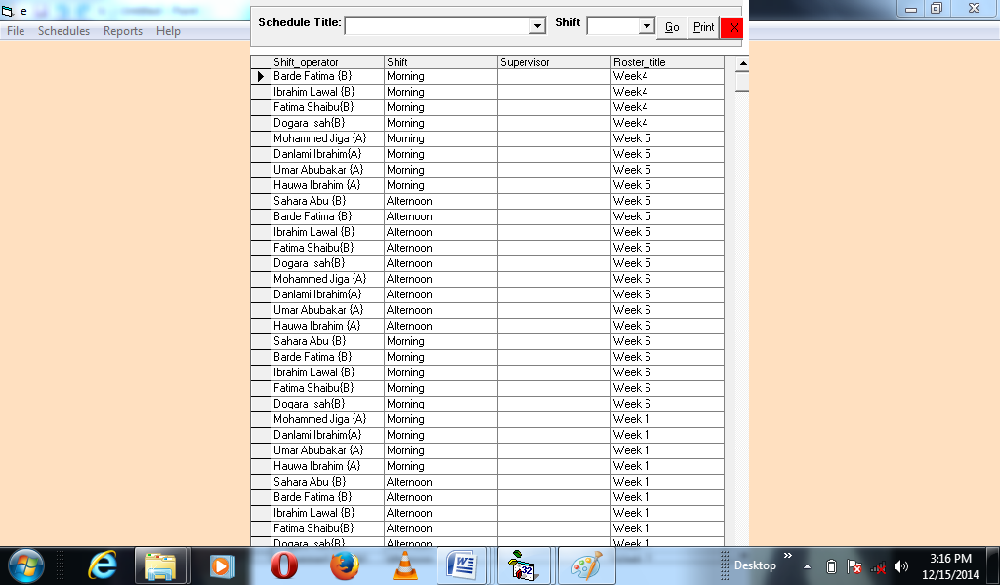 e
File Schedules Reports Help
Schedule Title: Shift Go Print X
Shift_operator Shift Supervisor Roster_title
Barde Fatima {B} Morning Week4
Ibrahim Lawal {B} Morning Week4
Fatima Shaibu{B} Morning Week4
Dogara Isah{B} Morning Week4
Mohammed Jiga {A} Morning Week 5
Danlami Ibrahim{A} Morning Week 5
Umar Abubakar {A} Morning Week 5
Hauwa Ibrahim {A} Morning Week 5
Sahara Abu {B} Afternoon Week 5
Barde Fatima {B} Afternoon Week 5
Ibrahim Lawal {B} Afternoon Week 5
Fatima Shaibu{B} Afternoon Week 5
Dogara Isah{B} Afternoon Week 5
Mohammed Jiga {A} Afternoon Week 6
Danlami Ibrahim{A} Afternoon Week 6
Umar Abubakar {A} Afternoon Week 6
Hauwa Ibrahim {A} Afternoon Week 6
Sahara Abu {B} Morning Week 6
Barde Fatima {B} Morning Week 6
Ibrahim Lawal {B} Morning Week 6
Fatima Shaibu{B} Morning Week 6
Dogara Isah{B} Morning Week 6
Mohammed Jiga {A} Morning Week 1
Danlami Ibrahim{A} Morning Week 1
Umar Abubakar {A} Morning Week 1
Hauwa Ibrahim {A} Morning Week 1
Sahara Abu {B} Afternoon Week 1
Barde Fatima {B} Afternoon Week 1
Ibrahim Lawal {B} Afternoon Week 1
Fatima Shaibu{B} Afternoon Week 1
Dogara Isah{B} Afternoon Week 1
Desktop
3:16 PM
12/15/2014